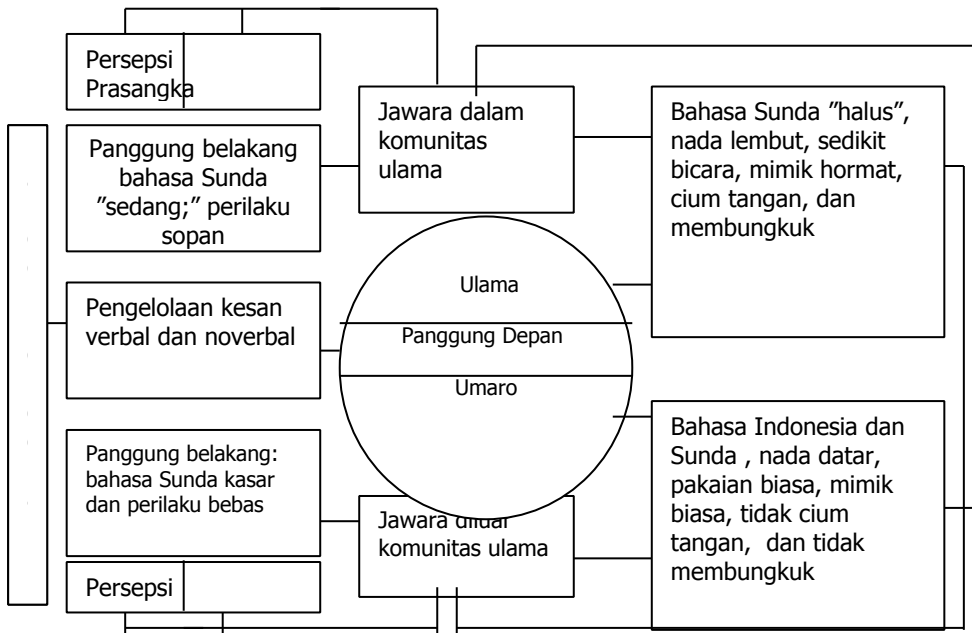 Persepsi
Prasangka
Panggung belakang
bahasa Sunda
”sedang;” perilaku
sopan
Pengelolaan kesan
verbal dan noverbal
Panggung belakang:
bahasa Sunda kasar
dan perilaku bebas
Persepsi
Jawara dalam
komunitas
ulama
Ulama
Panggung Depan
Umaro
Jawara diluar
komunitas ulama
Bahasa Sunda ”halus”,
nada lembut, sedikit
bicara, mimik hormat,
cium tangan, dan
membungkuk
Bahasa Indonesia dan
Sunda , nada datar,
pakaian biasa, mimik
biasa, tidak cium
tangan, dan tidak
membungkuk